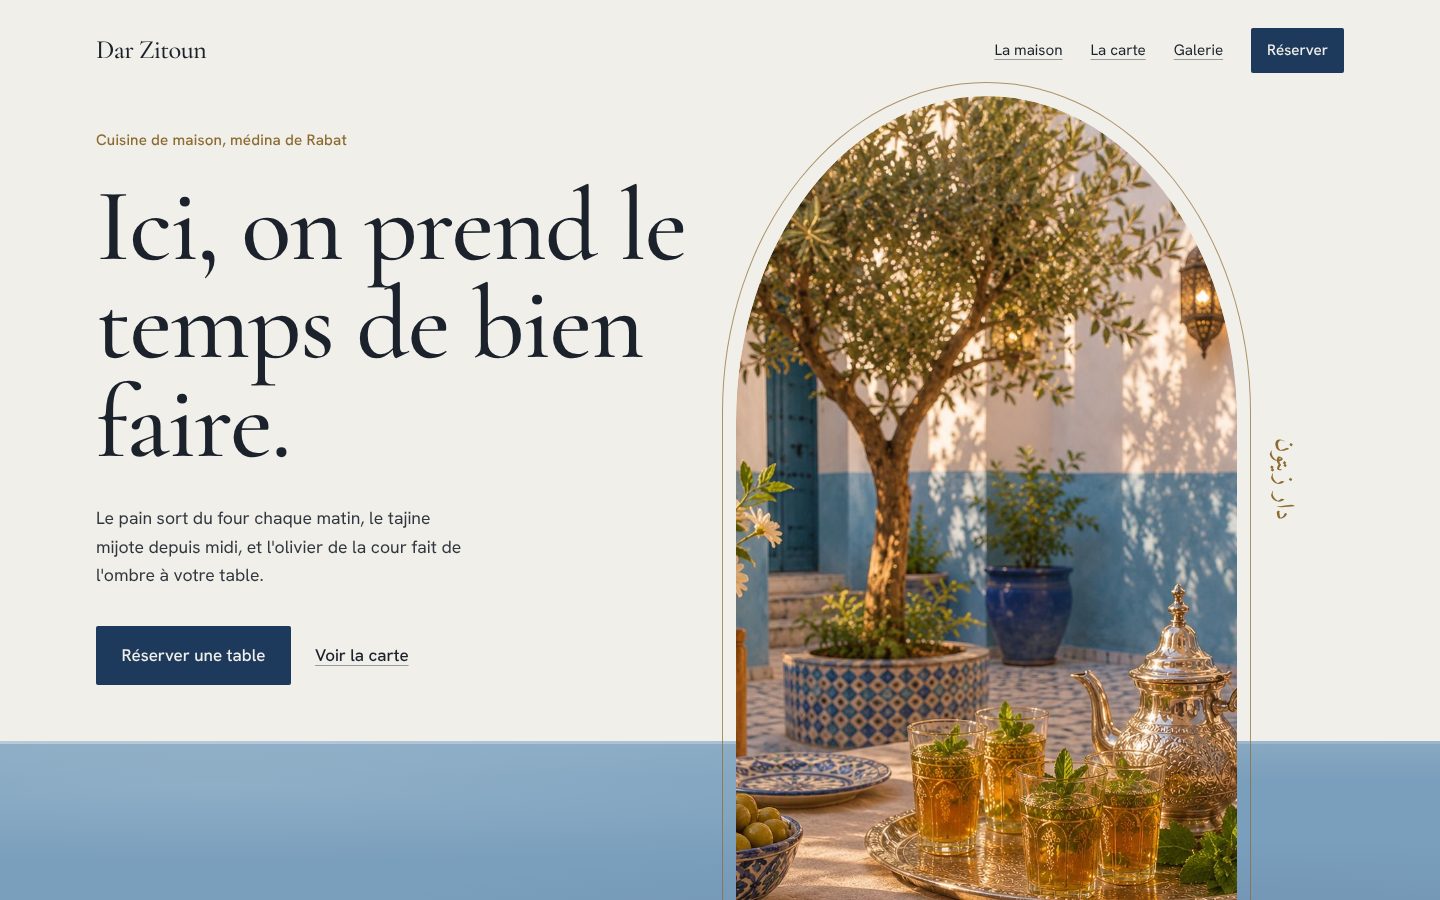 Dar Zitoun
La maison
La carte
Galerie
Réserver
Cuisine de maison, médina de Rabat
Ici, on prend le
temps de bien
faire.
Le pain sort du four chaque matin, le tajine
mijote depuis midi, et l'olivier de la cour fait de
l'ombre à votre table.
Réserver une table
Voir la carte
دار زيتون